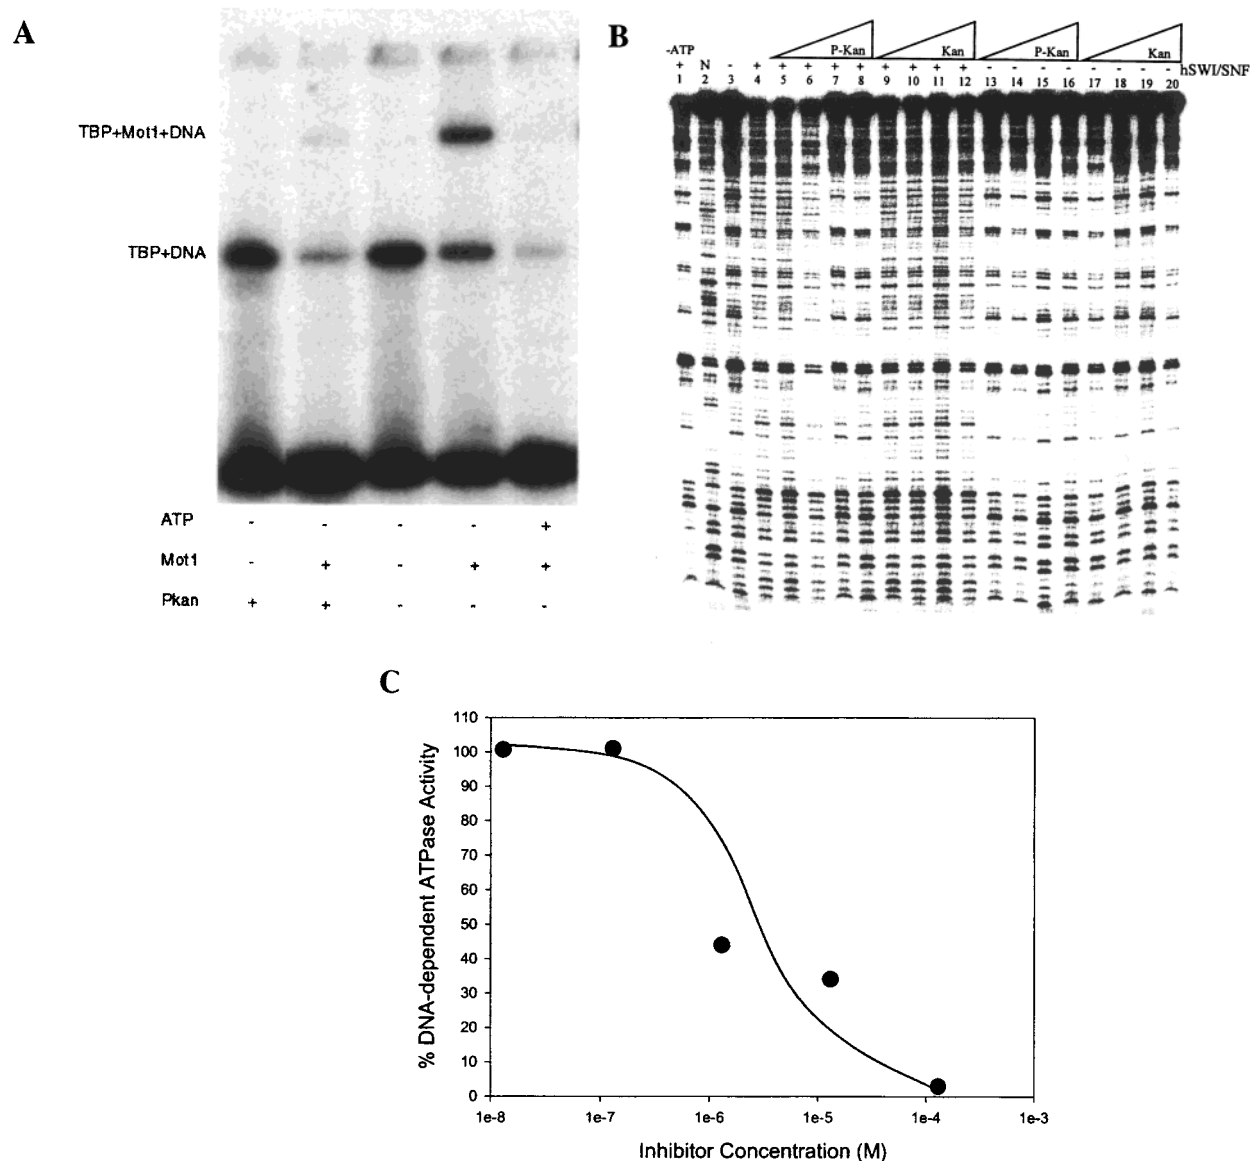 A
TBP+Mot1+DNA
TBP+DNA
ATP - - - - +
Mot1 - + - + +
Pkan + + - - -
B
P-Kan Kan P-Kan Kan
-ATP N - + + + + + + + + + - - - - - - - - hSWI/SNF
+
1 2 3 4 5 6 7 8 9 10 11 12 13 14 15 16 17 18 19 20
C
% DNA-dependent ATPase Activity
110
100
90
80
70
60
50
40
30
20
10
0
1e-8 1e-7 1e-6 1e-5 1e-4 1e-3
Inhibitor Concentration (M)